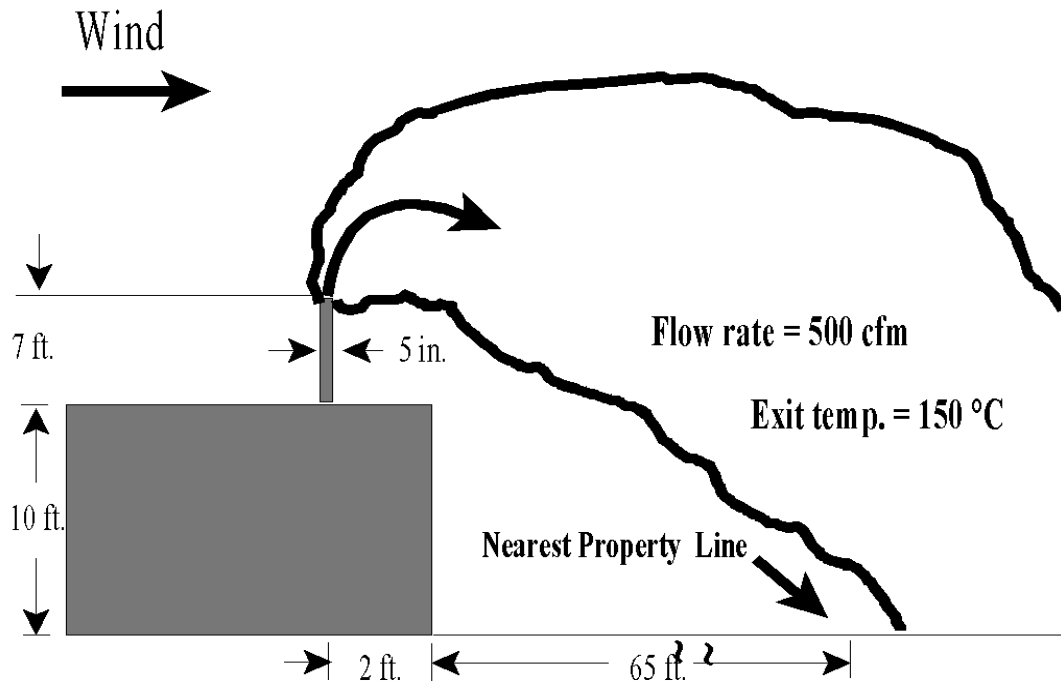 Wind
7 ft.
5 in.
Flow rate = 500 cfm
Exit temp. = 150 °C
10 ft.
Nearest Property Line
2 ft.
65 ft.